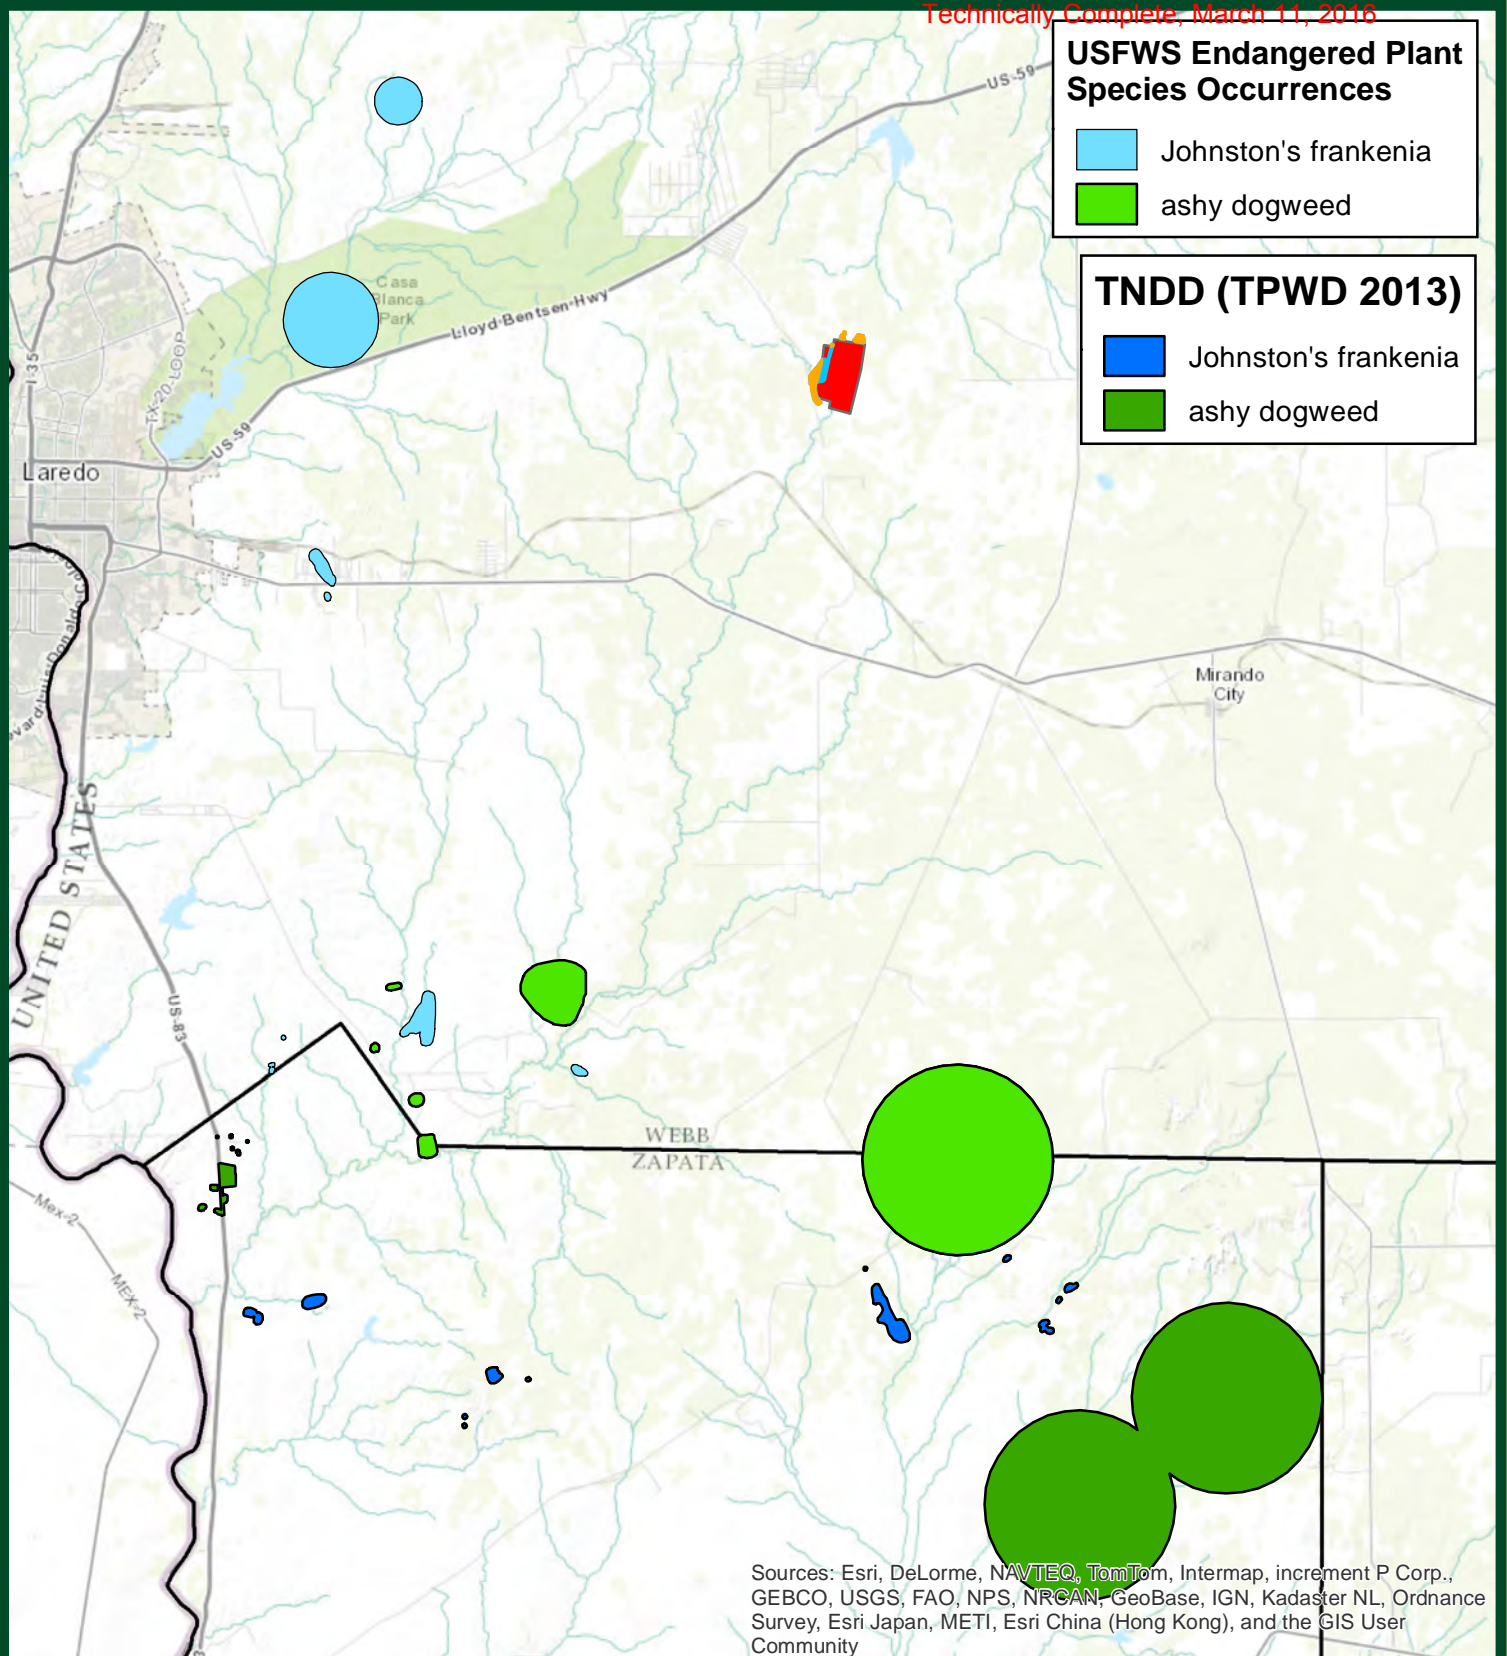 Technically Complete, March 11, 2016
USFWS Endangered Plant
Species Occurrences
Johnston's frankenia
ashy dogweed
TNDD (TPWD 2013)
Johnston's frankenia
ashy dogweed
US-59
Casa
Blanca
Park
Lloyd Bentsen Hwy
I-35
TX-20-LOOP
US-59
Laredo
Mirando
City
UNITED STATES
US-83
WEBB
ZAPATA
Mex-2
MEX-2
Sources: Esri, DeLorme, NAVTEQ, TomTom, Intermap, increment P Corp.,
GEBCO, USGS, FAO, NPS, NRCAN, GeoBase, IGN, Kadaster NL, Ordnance
Survey, Esri Japan, METI, Esri China (Hong Kong), and the GIS User
Community